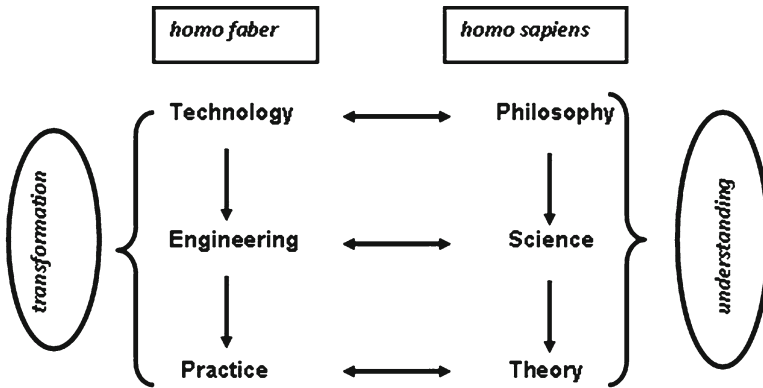 homo faber
homo sapiens
Technology
Philosophy
transformation
understanding
Engineering
Science
Practice
Theory